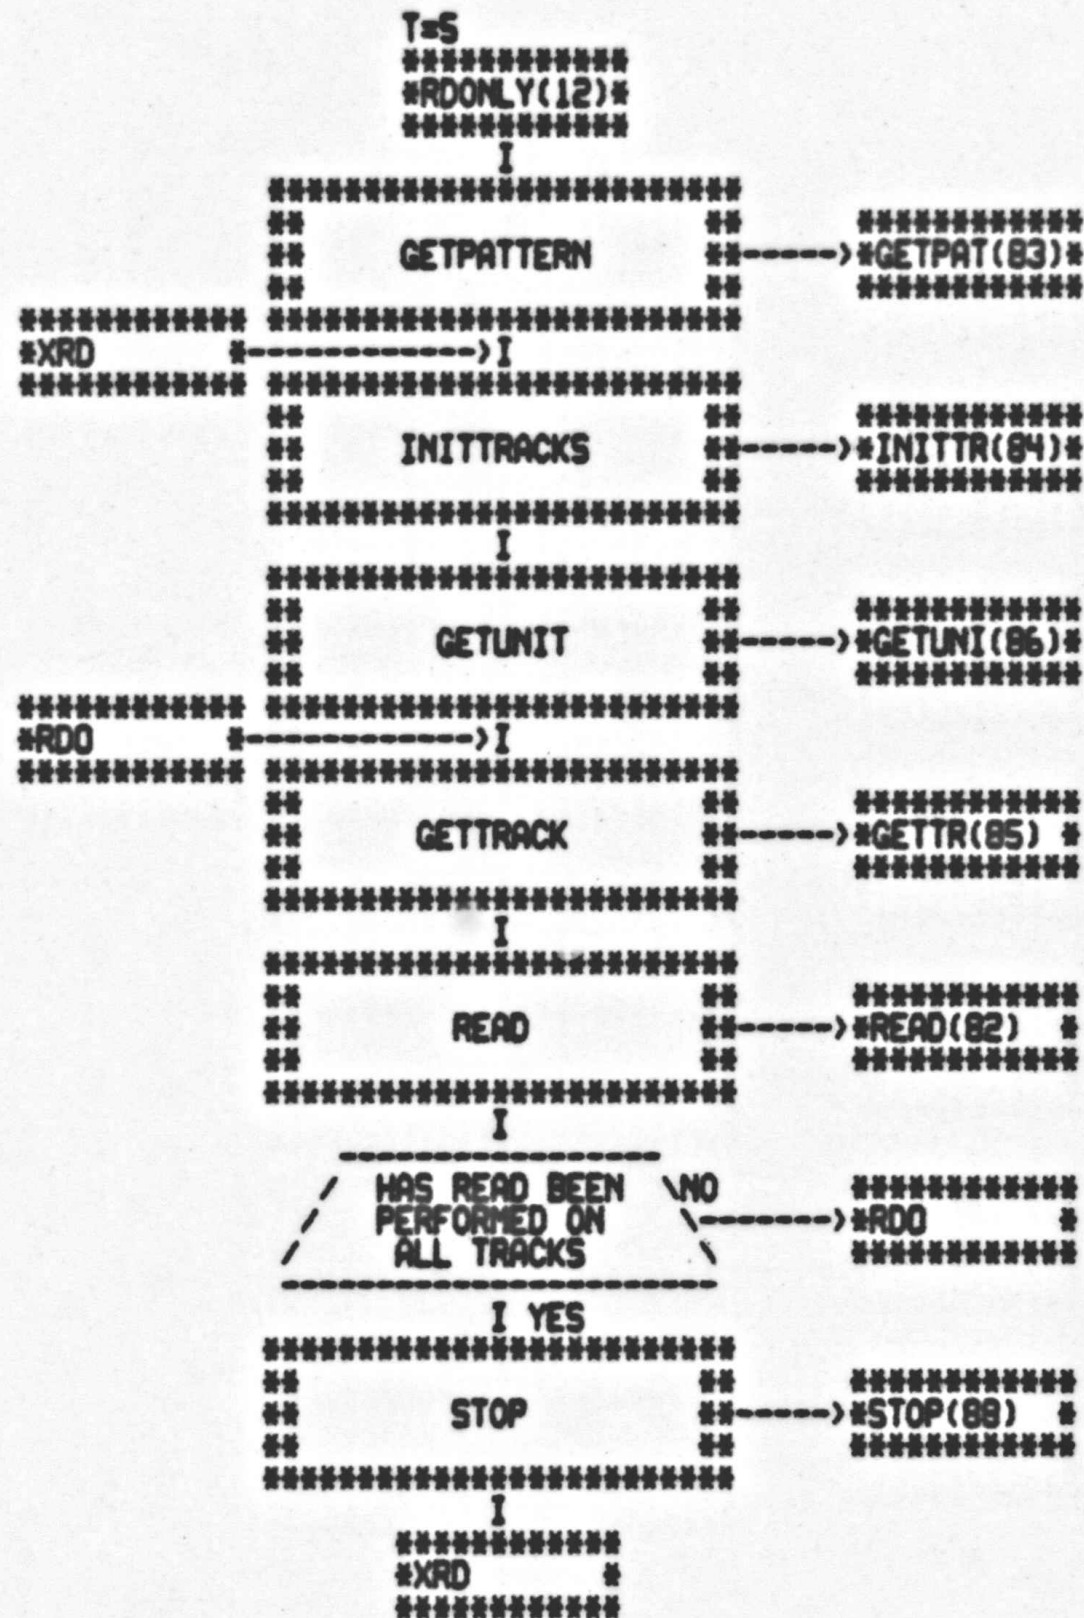 T=5
************
*RDONLY(12)*
************
I
*************************
## ##
## GETPATTERN ##----->*GETPAT(83)*
## ##
************ *************************
*XRD *------------>I
************ *************************
## ##
## INITTRACKS ##----->*INITTR(84)*
## ##
*************************
I
*************************
## ##
## GETUNIT ##----->*GETUNI(86)*
## ##
************ *************************
*RDO *------------>I
************ *************************
## ##
## GETTRACK ##----->*GETTR(85) *
## ##
*************************
I
*************************
## ##
## READ ##----->*READ(82) *
## ##
*************************
I
-----------------
/ HAS READ BEEN \NO
/ PERFORMED ON \------->*RDO *
/ ALL TRACKS \
-----------------------
I YES
*************************
## ##
## STOP ##----->*STOP(88) *
## ##
*************************
I
************
*XRD *
************